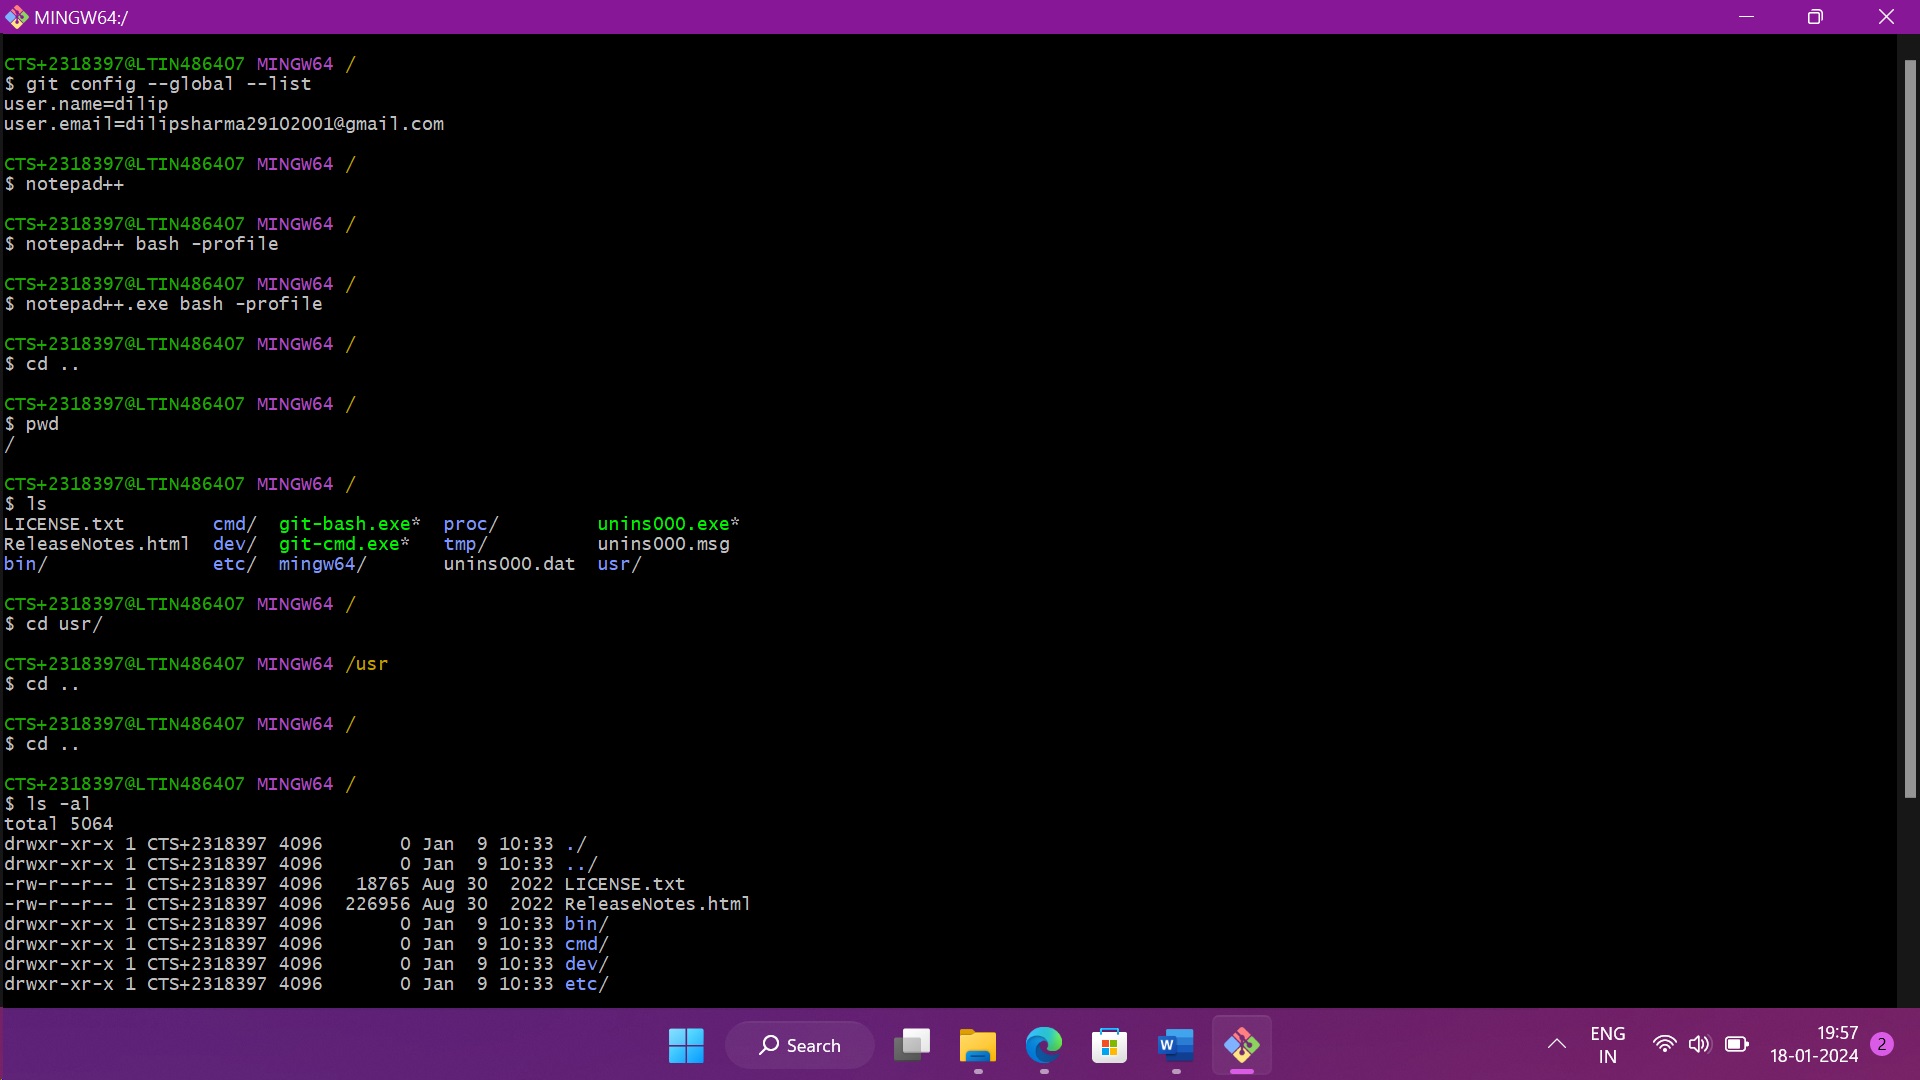 MINGW64:/
CTS+2318397@LTIN486407 MINGW64 /
$ git config --global --list
user.name=dilip
user.email=dilipsharma29102001@gmail.com
CTS+2318397@LTIN486407 MINGW64 /
$ notepad++
CTS+2318397@LTIN486407 MINGW64 /
$ notepad++ bash -profile
CTS+2318397@LTIN486407 MINGW64 /
$ notepad++.exe bash -profile
CTS+2318397@LTIN486407 MINGW64 /
$ cd ..
CTS+2318397@LTIN486407 MINGW64 /
$ pwd
/
CTS+2318397@LTIN486407 MINGW64 /
$ ls
LICENSE.txt        cmd/  git-bash.exe*  proc/         unins000.exe*
ReleaseNotes.html  dev/  git-cmd.exe*   tmp/          unins000.msg
bin/               etc/  mingw64/       unins000.dat  usr/
CTS+2318397@LTIN486407 MINGW64 /
$ cd usr/
CTS+2318397@LTIN486407 MINGW64 /usr
$ cd ..
CTS+2318397@LTIN486407 MINGW64 /
$ cd ..
CTS+2318397@LTIN486407 MINGW64 /
$ ls -al
total 5064
drwxr-xr-x 1 CTS+2318397 4096       0 Jan  9 10:33 ./
drwxr-xr-x 1 CTS+2318397 4096       0 Jan  9 10:33 ../
-rw-r--r-- 1 CTS+2318397 4096   18765 Aug 30  2022 LICENSE.txt
-rw-r--r-- 1 CTS+2318397 4096  226956 Aug 30  2022 ReleaseNotes.html
drwxr-xr-x 1 CTS+2318397 4096       0 Jan  9 10:33 bin/
drwxr-xr-x 1 CTS+2318397 4096       0 Jan  9 10:33 cmd/
drwxr-xr-x 1 CTS+2318397 4096       0 Jan  9 10:33 dev/
drwxr-xr-x 1 CTS+2318397 4096       0 Jan  9 10:33 etc/
Search
W
ENG
IN
19:57
18-01-2024
2